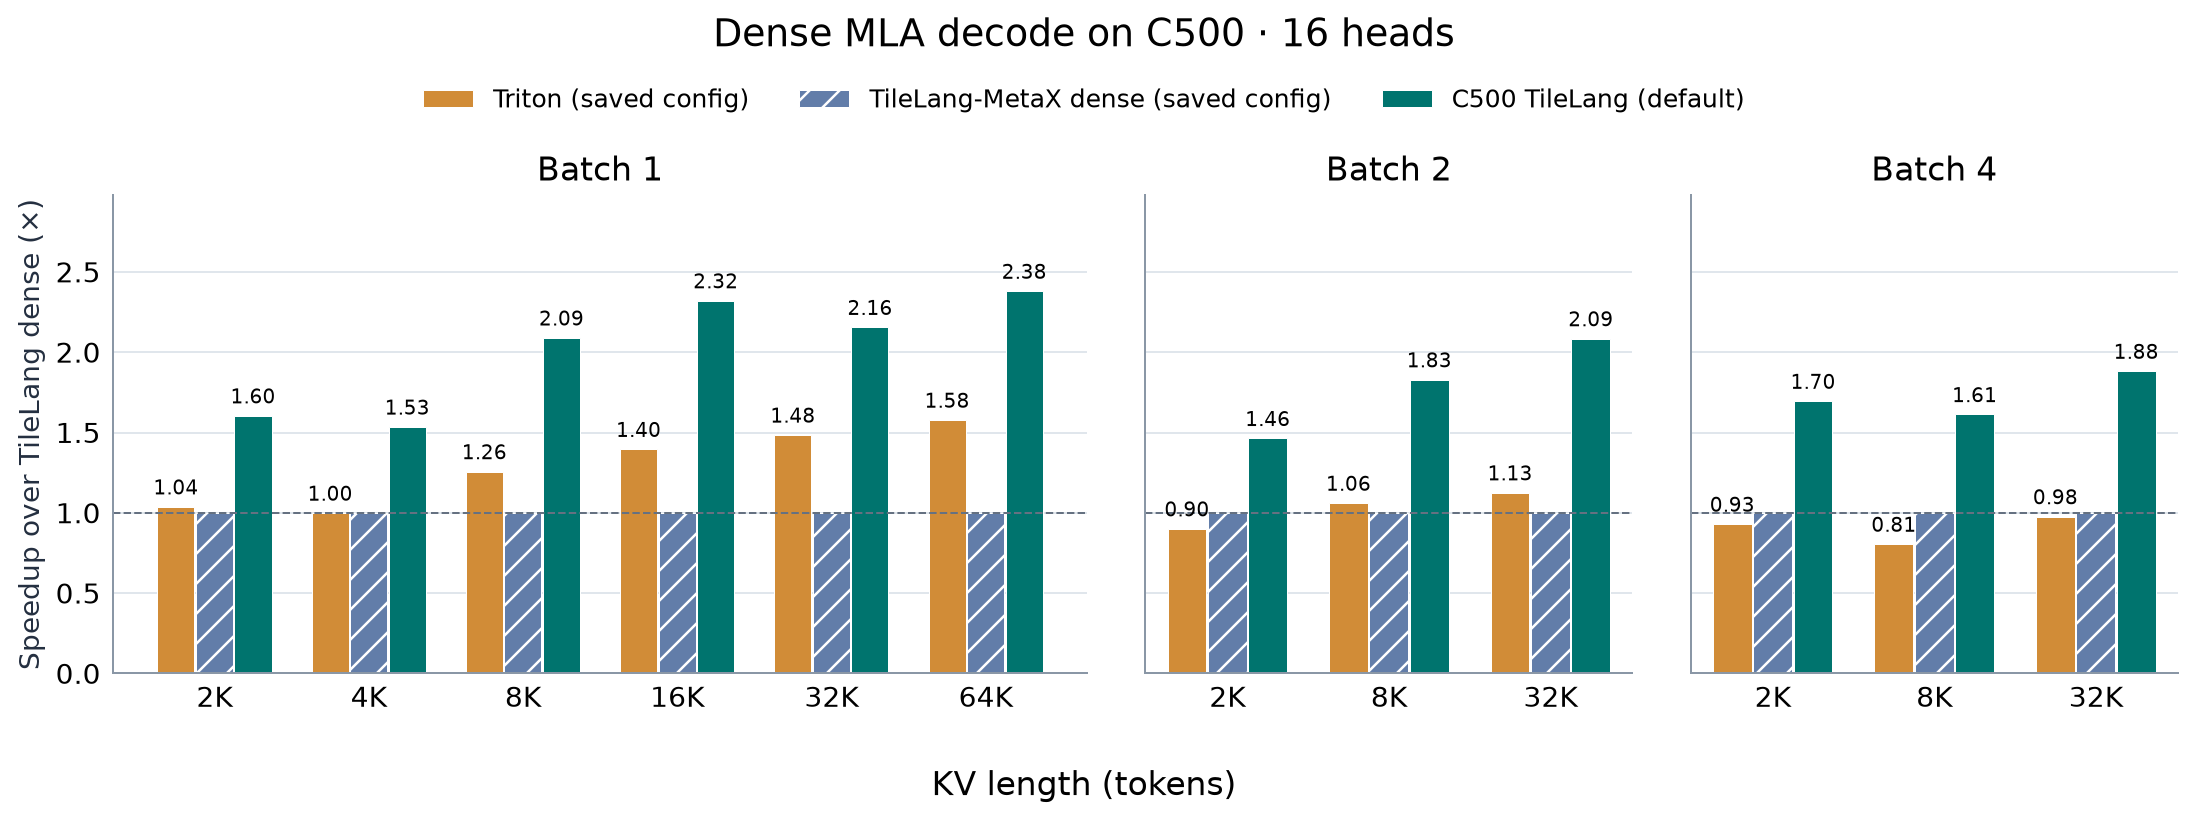 Dense MLA decode on C500 · 16 heads
Triton (saved config) TileLang-MetaX dense (saved config) C500 TileLang (default)
Batch 1 Batch 2 Batch 4
Speedup over TileLang dense (×)
2.5
2.0
1.5
1.0
0.5
0.0
1.04 1.60 1.00 1.53 1.26 2.09 1.40 2.32 1.48 2.16 1.58 2.38
0.90 1.46 1.06 1.83 1.13 2.09
0.93 1.70 0.81 1.61 0.98 1.88
2K 4K 8K 16K 32K 64K 2K 8K 32K 2K 8K 32K
KV length (tokens)